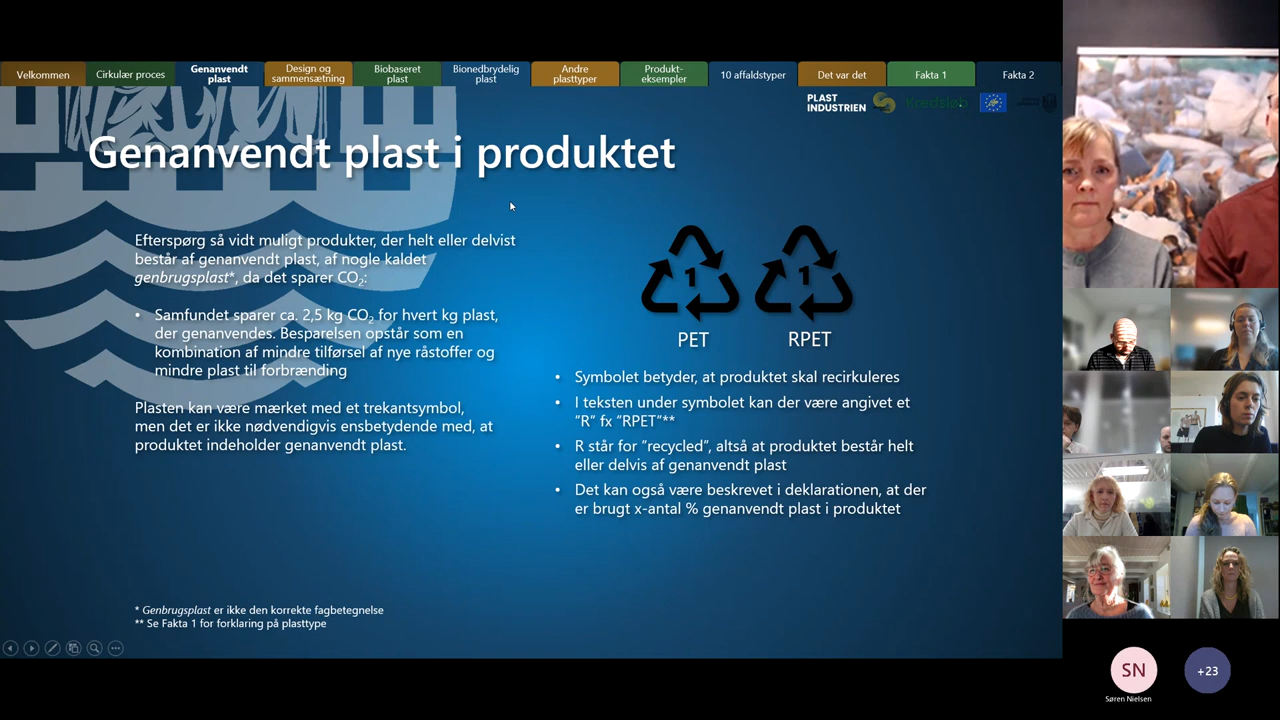 Velkommen
Cirkulær proces
Genanvendt
plast
Design og
sammensætning
Biobaseret
plast
Bionedbrydelig
plast
Andre
plasttyper
Produkt-
eksempler
10 affaldstyper
Det var det
Fakta 1
Fakta 2
PLAST
INDUSTRIEN
Kredsløb
Genanvendt plast i produktet
Efterspørg så vidt muligt produkter, der helt eller delvist
består af genanvendt plast, af nogle kaldet
genbrugsplast*, da det sparer CO₂:
• Samfundet sparer ca. 2,5 kg CO₂ for hvert kg plast,
der genanvendes. Besparelsen opstår som en
kombination af mindre tilførsel af nye råstoffer og
mindre plast til forbrænding
Plasten kan være mærket med et trekantsymbol,
men det er ikke nødvendigvis ensbetydende med, at
produktet indeholder genanvendt plast.
1
1
PET
RPET
• Symbolet betyder, at produktet skal recirkuleres
• I teksten under symbolet kan der være angivet et
”R” fx ”RPET”**
• R står for ”recycled”, altså at produktet består helt
eller delvis af genanvendt plast
• Det kan også være beskrevet i deklarationen, at der
er brugt x-antal % genanvendt plast i produktet
* Genbrugsplast er ikke den korrekte fagbetegnelse
** Se Fakta 1 for forklaring på plasttype
SN
Søren Nielsen
+23